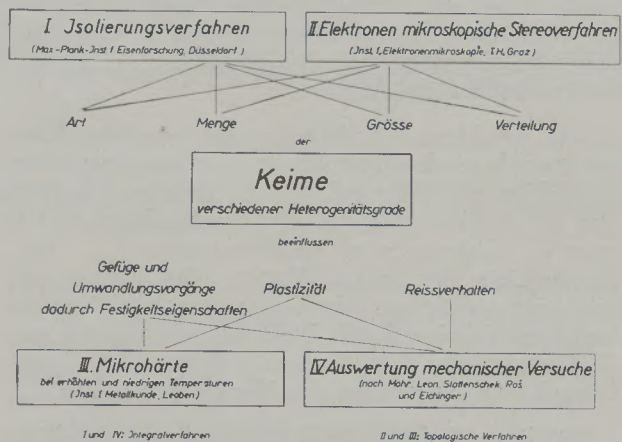 I Isolierungsverfahren
(Max-Plank-Inst. f. Eisenforschung, Düsseldorf)
II. Elektronen mikroskopische Stereoverfahren
(Inst. f. Elektronenmikroskopie, T.H. Graz)
Art
Menge
Grösse
Verteilung
der
Keime
verschiedener Heterogenitätsgrade
beeinflussen
Gefüge und
Umwandlungsvorgänge
dadurch Festigkeitseigenschaften
Plastizität
Reissverhalten
III. Mikrohärte
bei erhöhten und niedrigen Temperaturen
(Inst. f. Metallkunde, Leoben)
IV Auswertung mechanischer Versuche
(nach Mohr, Leon, Slattenschek, Roš
und Eichinger)
I und IV: Integralverfahren
II und III: Topologische Verfahren